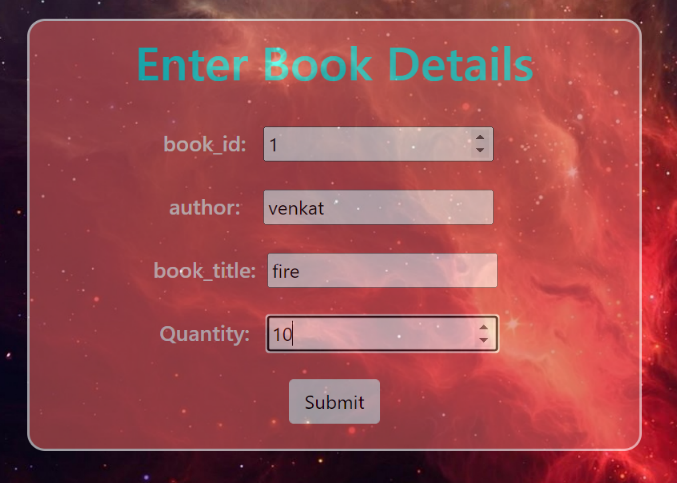 Enter Book Details
book_id: 1
author: venkat
book_title: fire
Quantity: 10
Submit